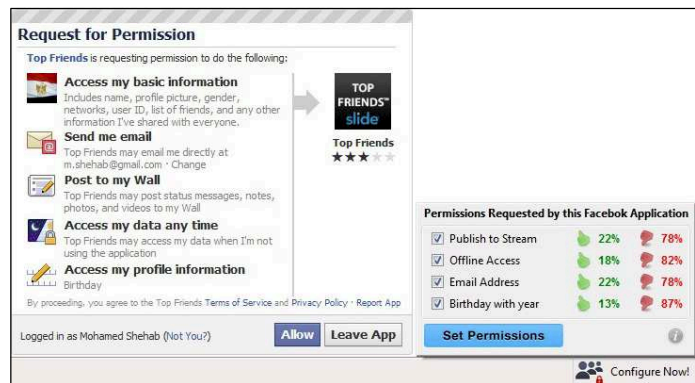 Request for Permission
Top Friends is requesting permission to do the following:
Access my basic information
Includes name, profile picture, gender,
networks, user ID, list of friends, and any other
information I've shared with everyone.
Send me email
Top Friends may email me directly at
m.shehab@gmail.com · Change
Post to my Wall
Top Friends may post status messages, notes,
photos, and videos to my Wall
Access my data any time
Top Friends may access my data when I'm not
using the application
Access my profile information
Birthday
TOP
FRIENDS™
slide
Top Friends
By proceeding, you agree to the Top Friends Terms of Service and Privacy Policy · Report App
Logged in as Mohamed Shehab (Not You?)
Allow
Leave App
Permissions Requested by this Facebok Application
Publish to Stream 22% 78%
Offline Access 18% 82%
Email Address 22% 78%
Birthday with year 13% 87%
Set Permissions
i
Configure Now!